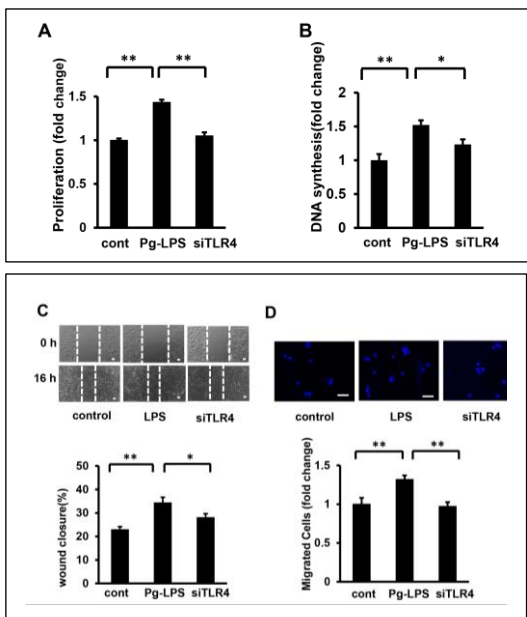 A
** **
Proliferation (fold change)
1.5
1
0.5
0
cont Pg-LPS siTLR4
B
** *
DNA synthesis(fold change)
2
1.5
1
0.5
0
cont Pg-LPS siTLR4
C
0 h
16 h
control LPS siTLR4
** *
wound closure(%)
50
40
30
20
10
0
cont Pg-LPS siTLR4
D
control LPS siTLR4
** **
Migrated Cells (fold change)
1.5
1
0.5
0
cont Pg-LPS siTLR4